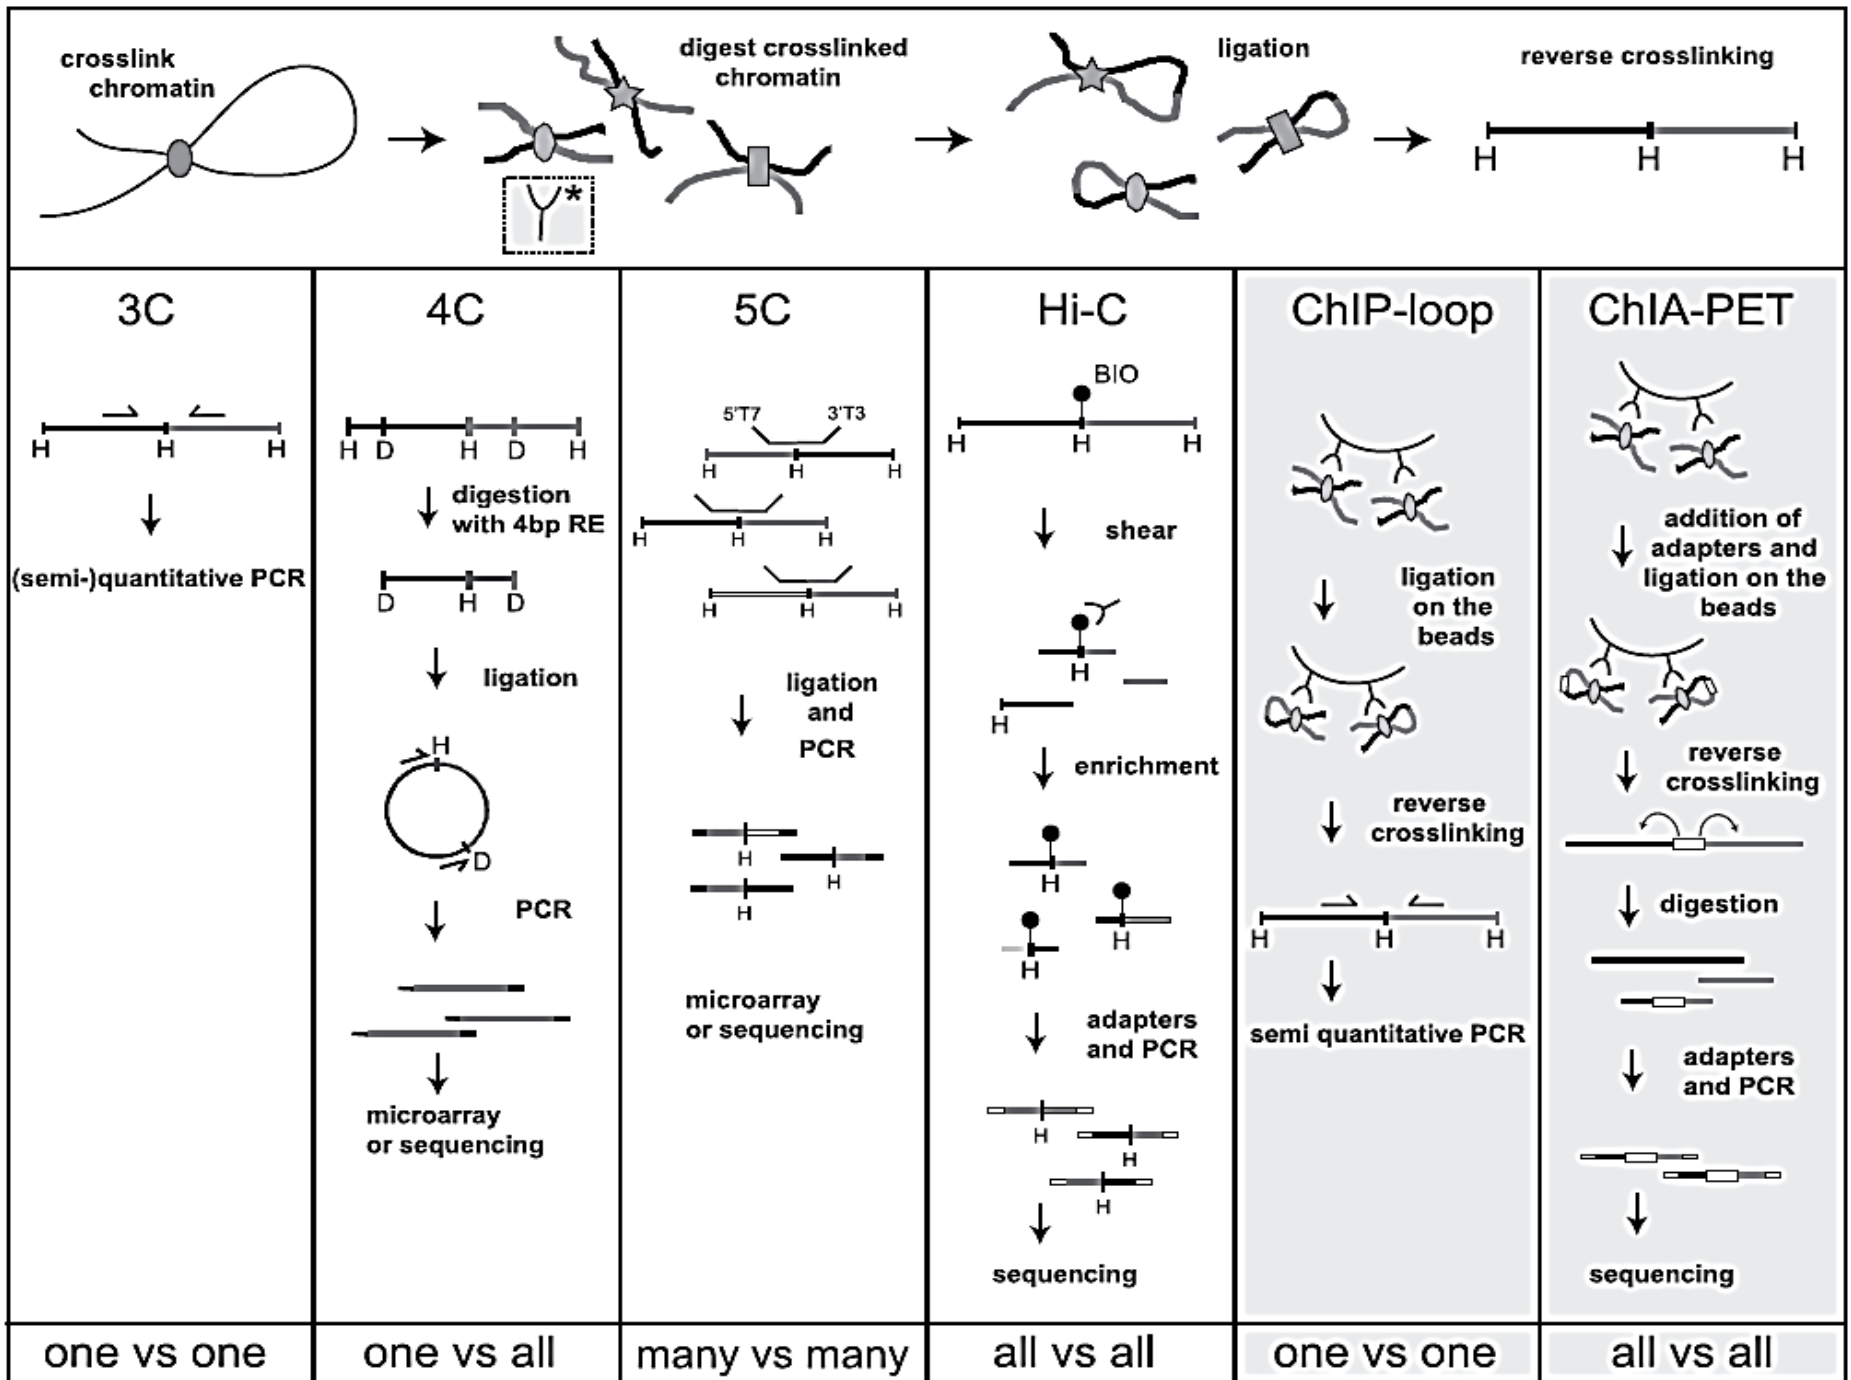 crosslink
chromatin
digest crosslinked
chromatin
*
ligation
reverse crosslinking
H H H
3C
H H H
(semi-)quantitative PCR
one vs one
4C
H D H D H
digestion
with 4bp RE
D H D
ligation
H
D
PCR
microarray
or sequencing
one vs all
5C
5'T7 3'T3
H H H
H H H
H H H
ligation
and
PCR
H
H
H
microarray
or sequencing
many vs many
Hi-C
BIO
H H H
shear
H
H
enrichment
H
H
H
adapters
and PCR
H
H
H
sequencing
all vs all
ChIP-loop
ligation
on the
beads
reverse
crosslinking
H H H
semi quantitative PCR
one vs one
ChIA-PET
addition of
adapters and
ligation on the
beads
reverse
crosslinking
digestion
adapters
and PCR
sequencing
all vs all